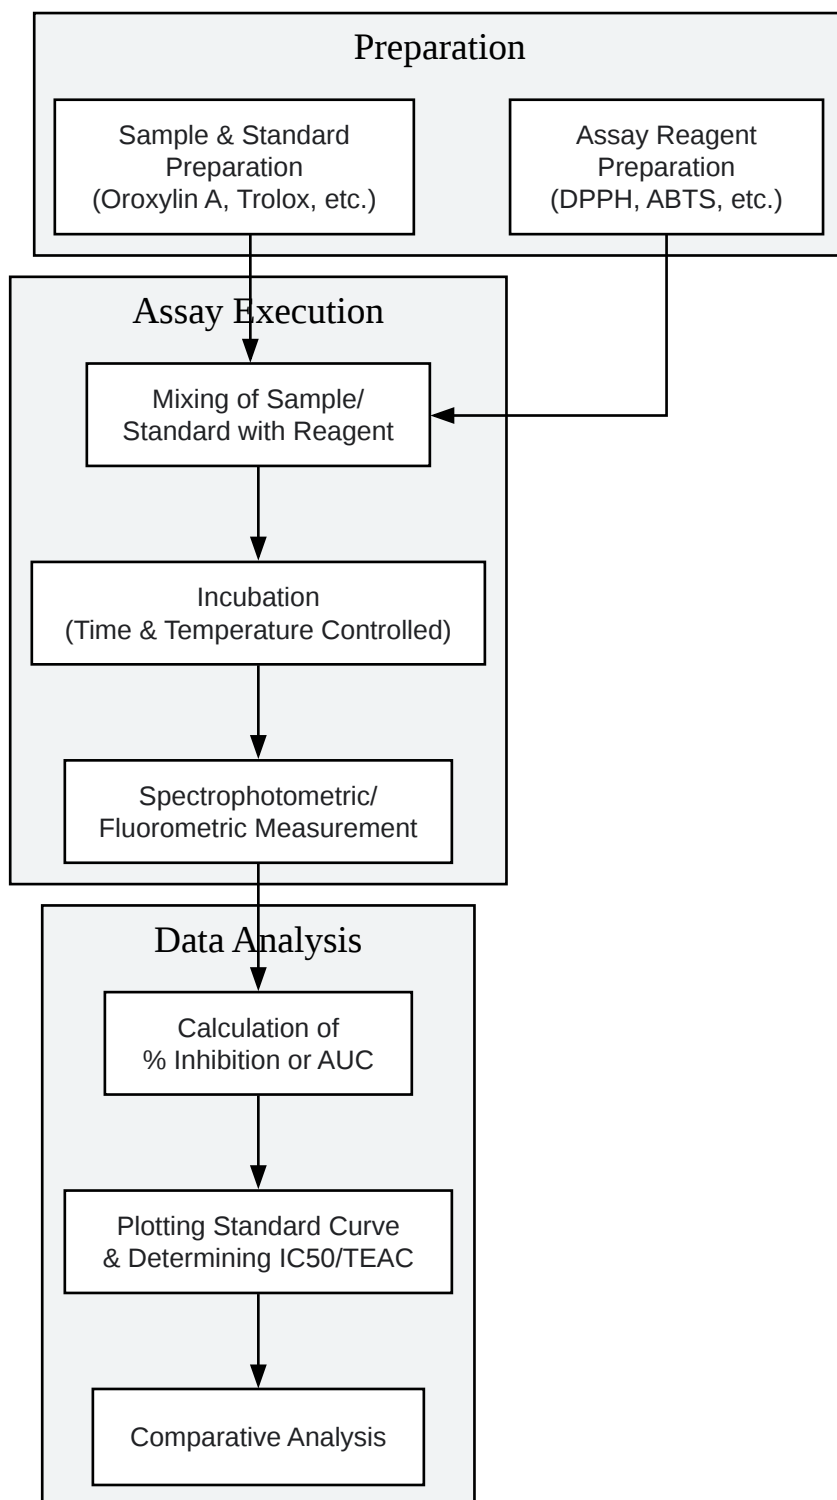 Preparation
Sample & Standard
Preparation
(Oroxylin A, Trolox, etc.)
Assay Reagent
Preparation
(DPPH, ABTS, etc.)
Assay Execution
Mixing of Sample/
Standard with Reagent
Incubation
(Time & Temperature Controlled)
Spectrophotometric/
Fluorometric Measurement
Data Analysis
Calculation of
% Inhibition or AUC
Plotting Standard Curve
& Determining IC50/TEAC
Comparative Analysis